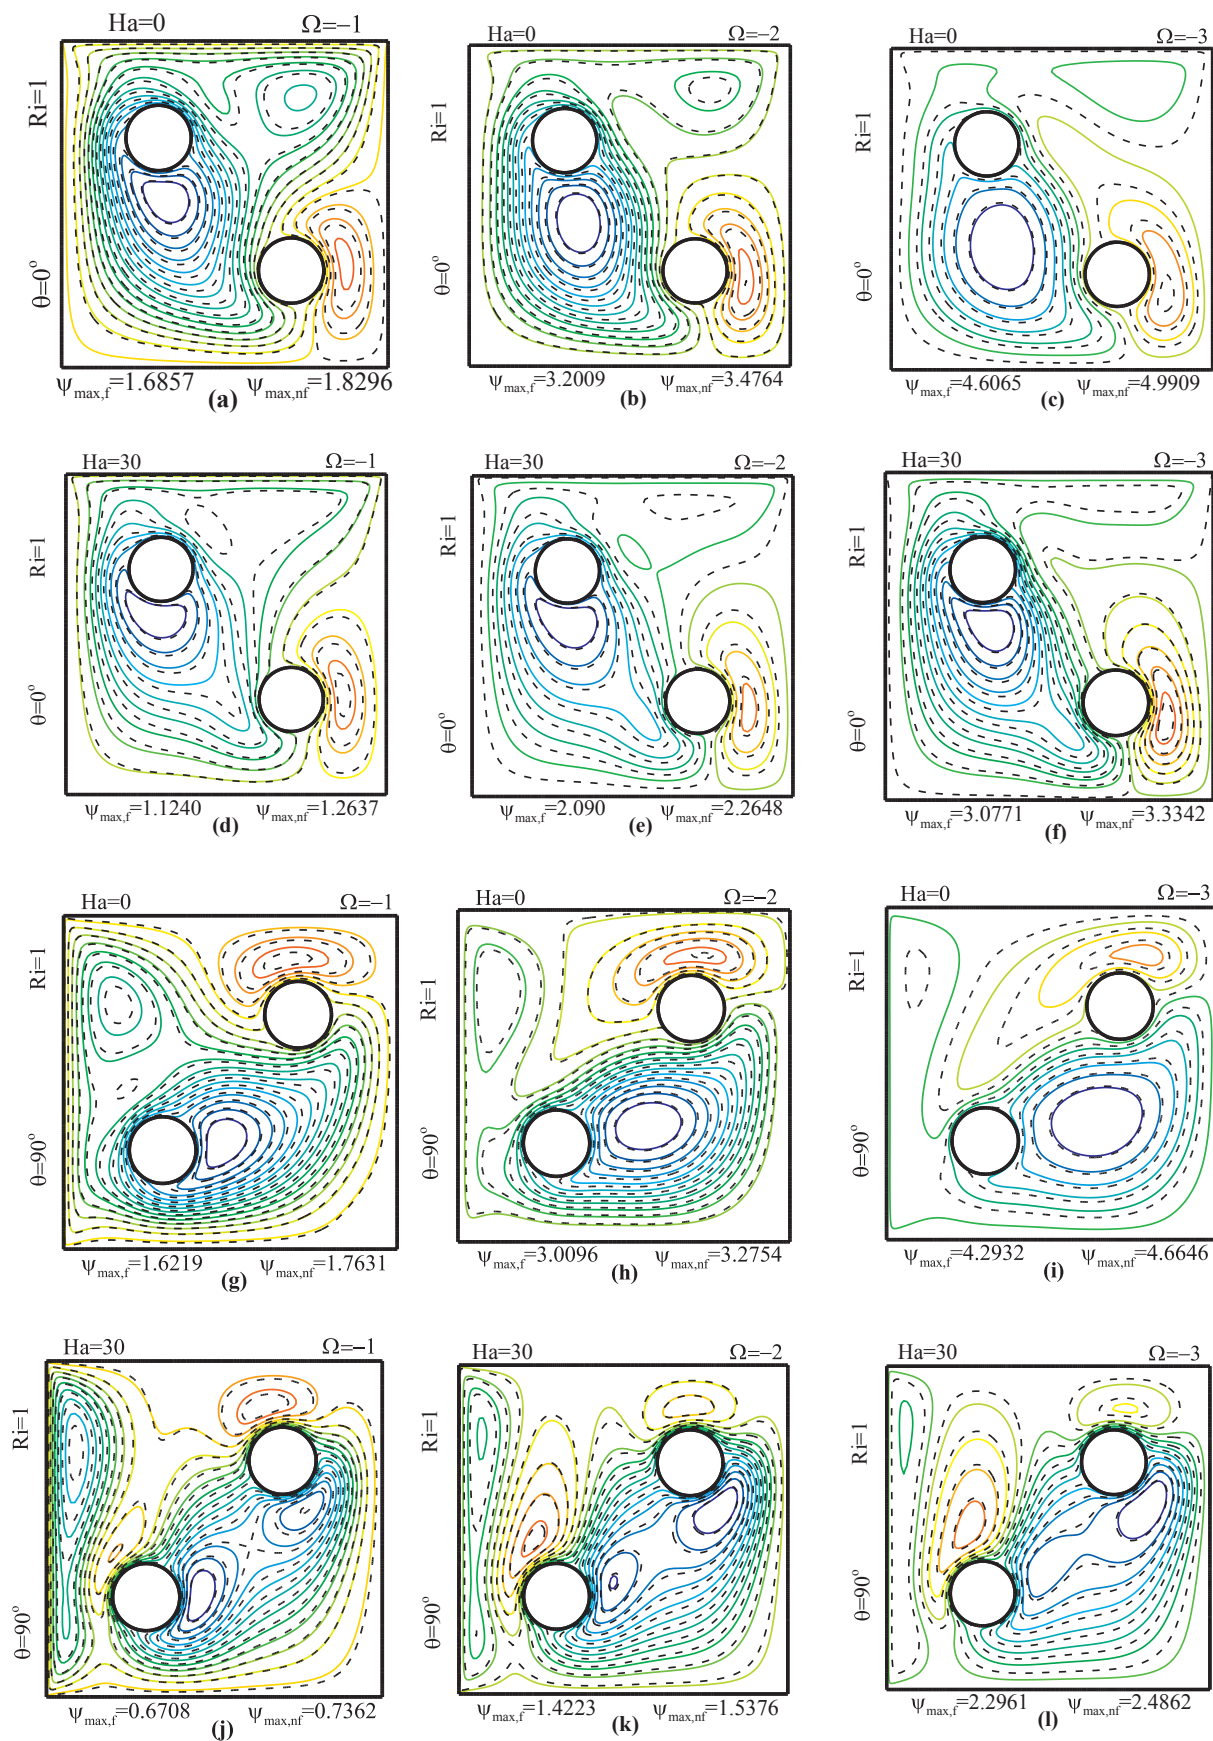 Ha=0 Ω=−1
Ri=1
θ=0°
ψmax,f=1.6857 ψmax,nf=1.8296
(a)
Ha=0 Ω=−2
Ri=1
θ=0°
ψmax,f=3.2009 ψmax,nf=3.4764
(b)
Ha=0 Ω=−3
Ri=1
θ=0°
ψmax,f=4.6065 ψmax,nf=4.9909
(c)
Ha=30 Ω=−1
Ri=1
θ=0°
ψmax,f=1.1240 ψmax,nf=1.2637
(d)
Ha=30 Ω=−2
Ri=1
θ=0°
ψmax,f=2.090 ψmax,nf=2.2648
(e)
Ha=30 Ω=−3
Ri=1
θ=0°
ψmax,f=3.0771 ψmax,nf=3.3342
(f)
Ha=0 Ω=−1
Ri=1
θ=90°
ψmax,f=1.6219 ψmax,nf=1.7631
(g)
Ha=0 Ω=−2
Ri=1
θ=90°
ψmax,f=3.0096 ψmax,nf=3.2754
(h)
Ha=0 Ω=−3
Ri=1
θ=90°
ψmax,f=4.2932 ψmax,nf=4.6646
(i)
Ha=30 Ω=−1
Ri=1
θ=90°
ψmax,f=0.6708 ψmax,nf=0.7362
(j)
Ha=30 Ω=−2
Ri=1
θ=90°
ψmax,f=1.4223 ψmax,nf=1.5376
(k)
Ha=30 Ω=−3
Ri=1
θ=90°
ψmax,f=2.2961 ψmax,nf=2.4862
(l)